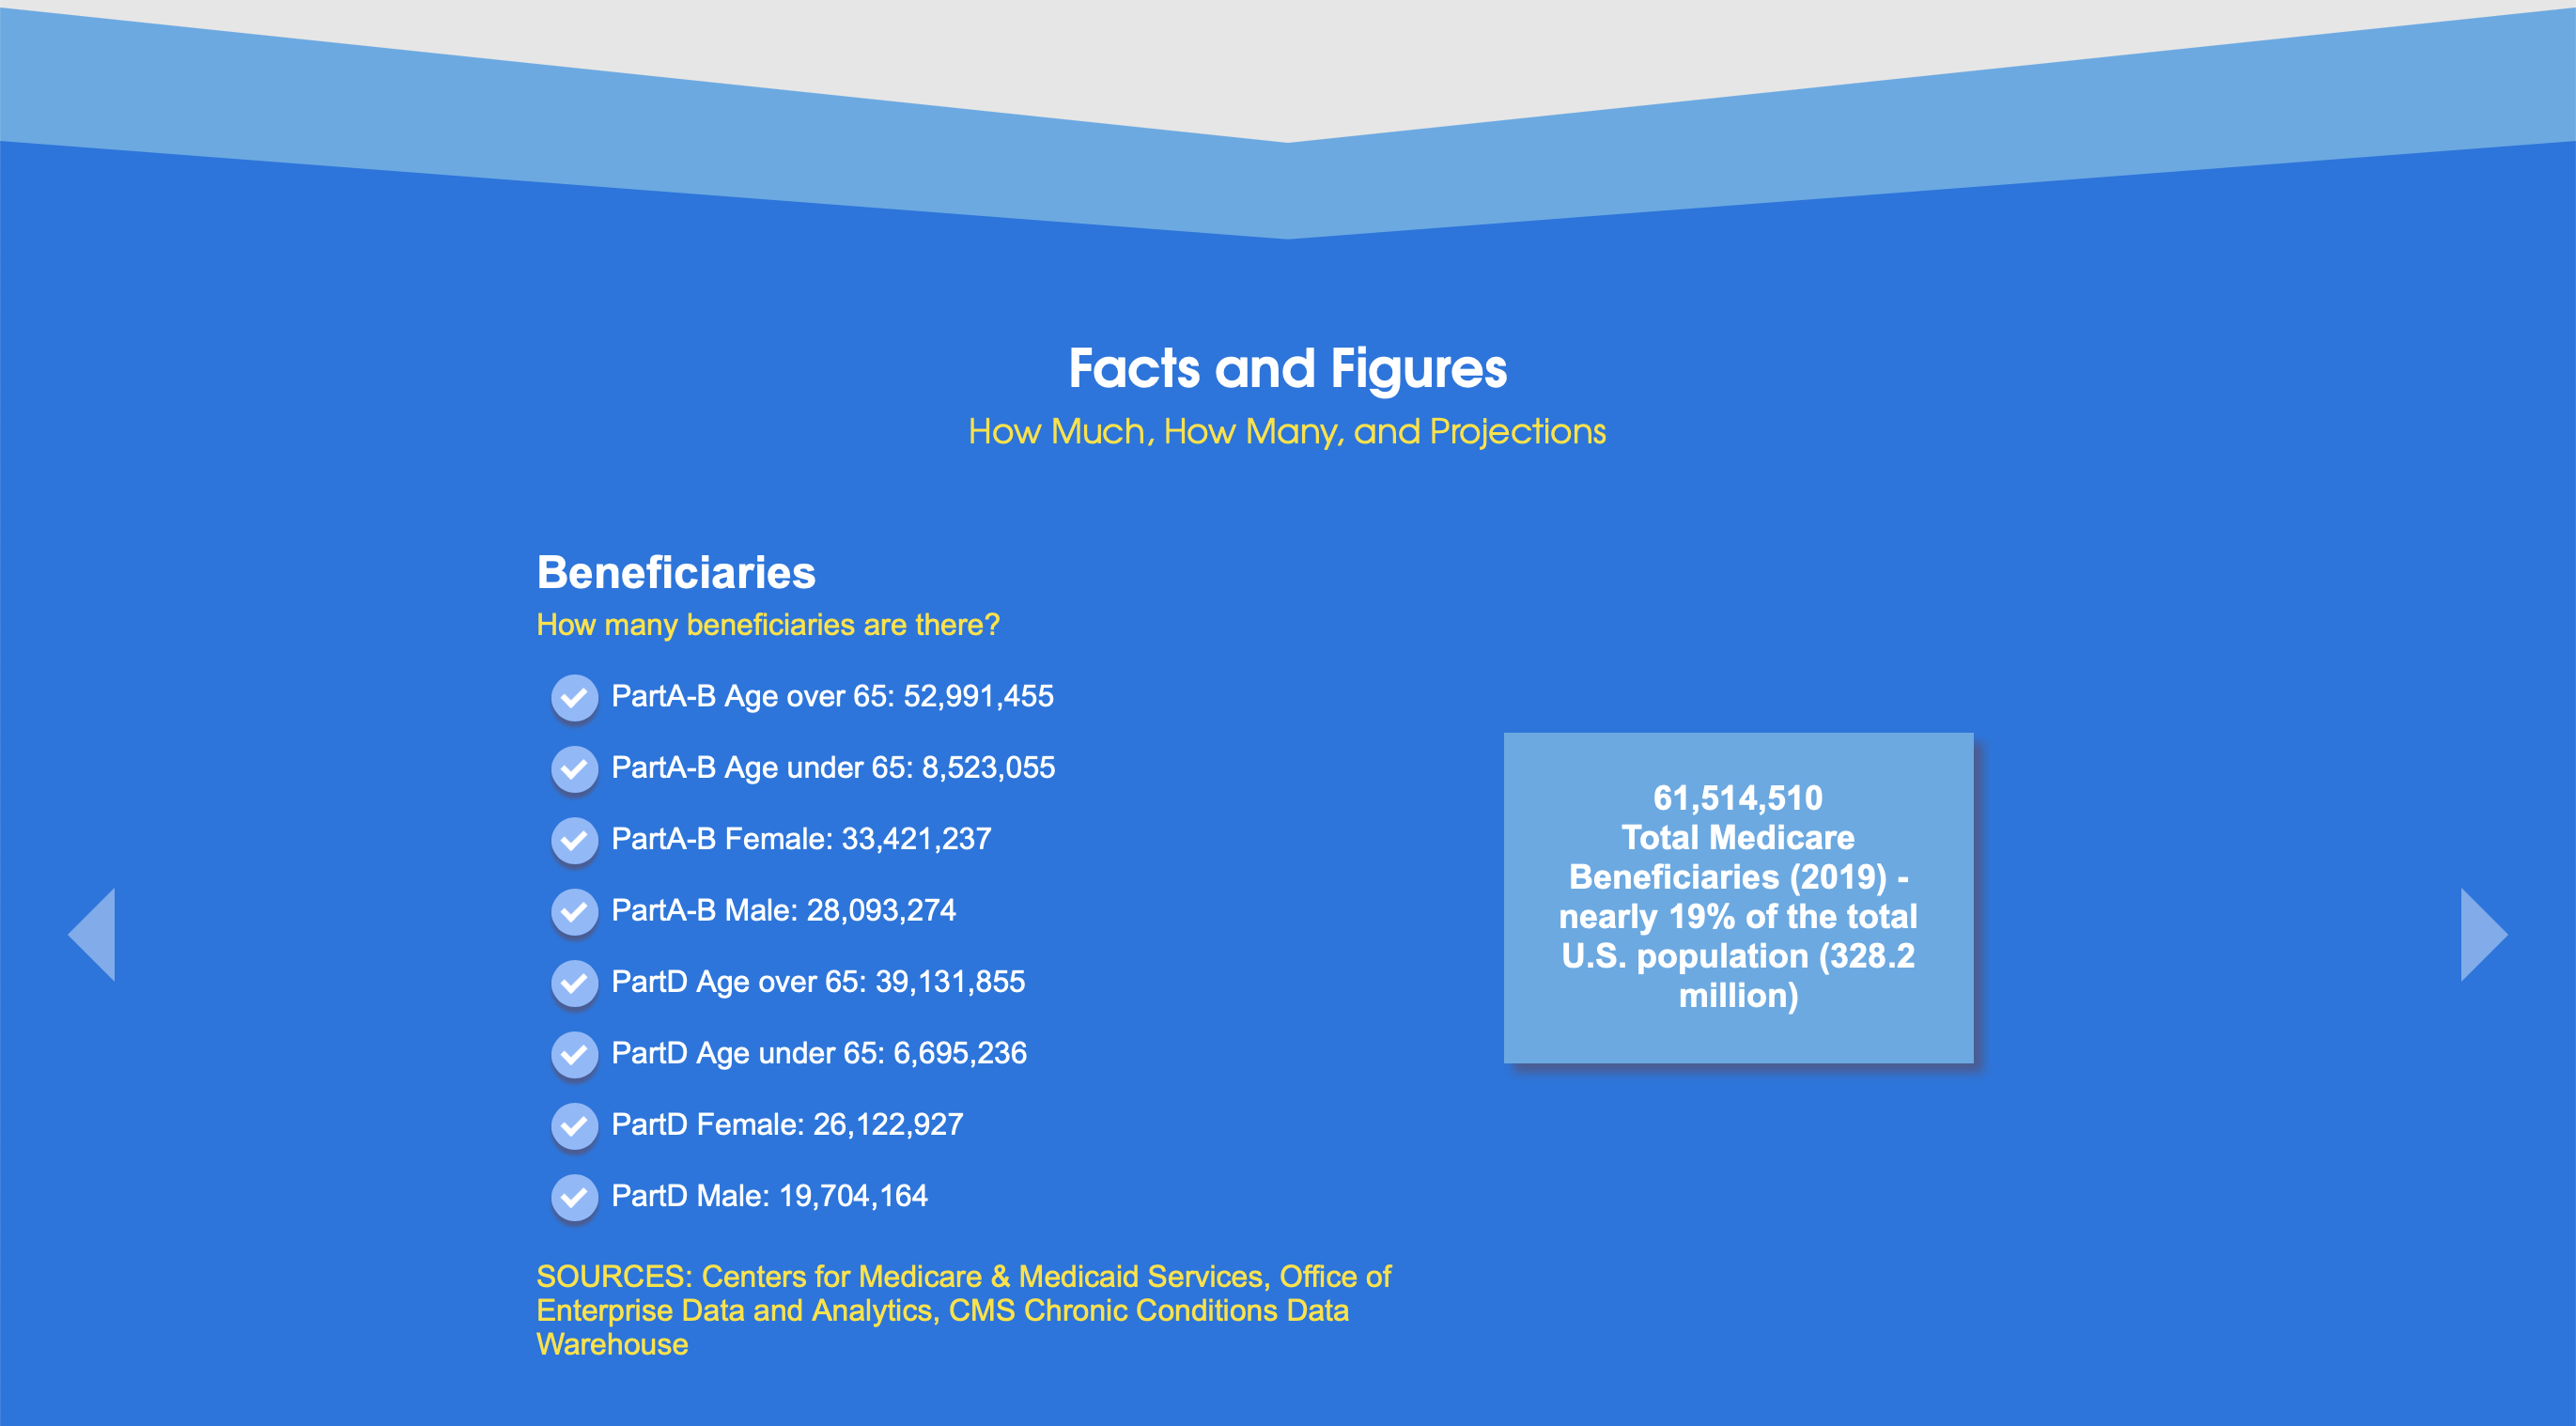 Facts and Figures
How Much, How Many, and Projections
Beneficiaries
How many beneficiaries are there?
PartA-B Age over 65: 52,991,455
PartA-B Age under 65: 8,523,055
PartA-B Female: 33,421,237
PartA-B Male: 28,093,274
PartD Age over 65: 39,131,855
PartD Age under 65: 6,695,236
PartD Female: 26,122,927
PartD Male: 19,704,164
SOURCES: Centers for Medicare & Medicaid Services, Office of
Enterprise Data and Analytics, CMS Chronic Conditions Data
Warehouse
61,514,510
Total Medicare
Beneficiaries (2019) -
nearly 19% of the total
U.S. population (328.2
million)